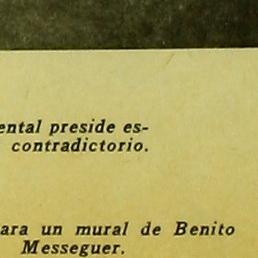 ental preside es-
contradictorio.
ara un mural de Benito
Messeguer.